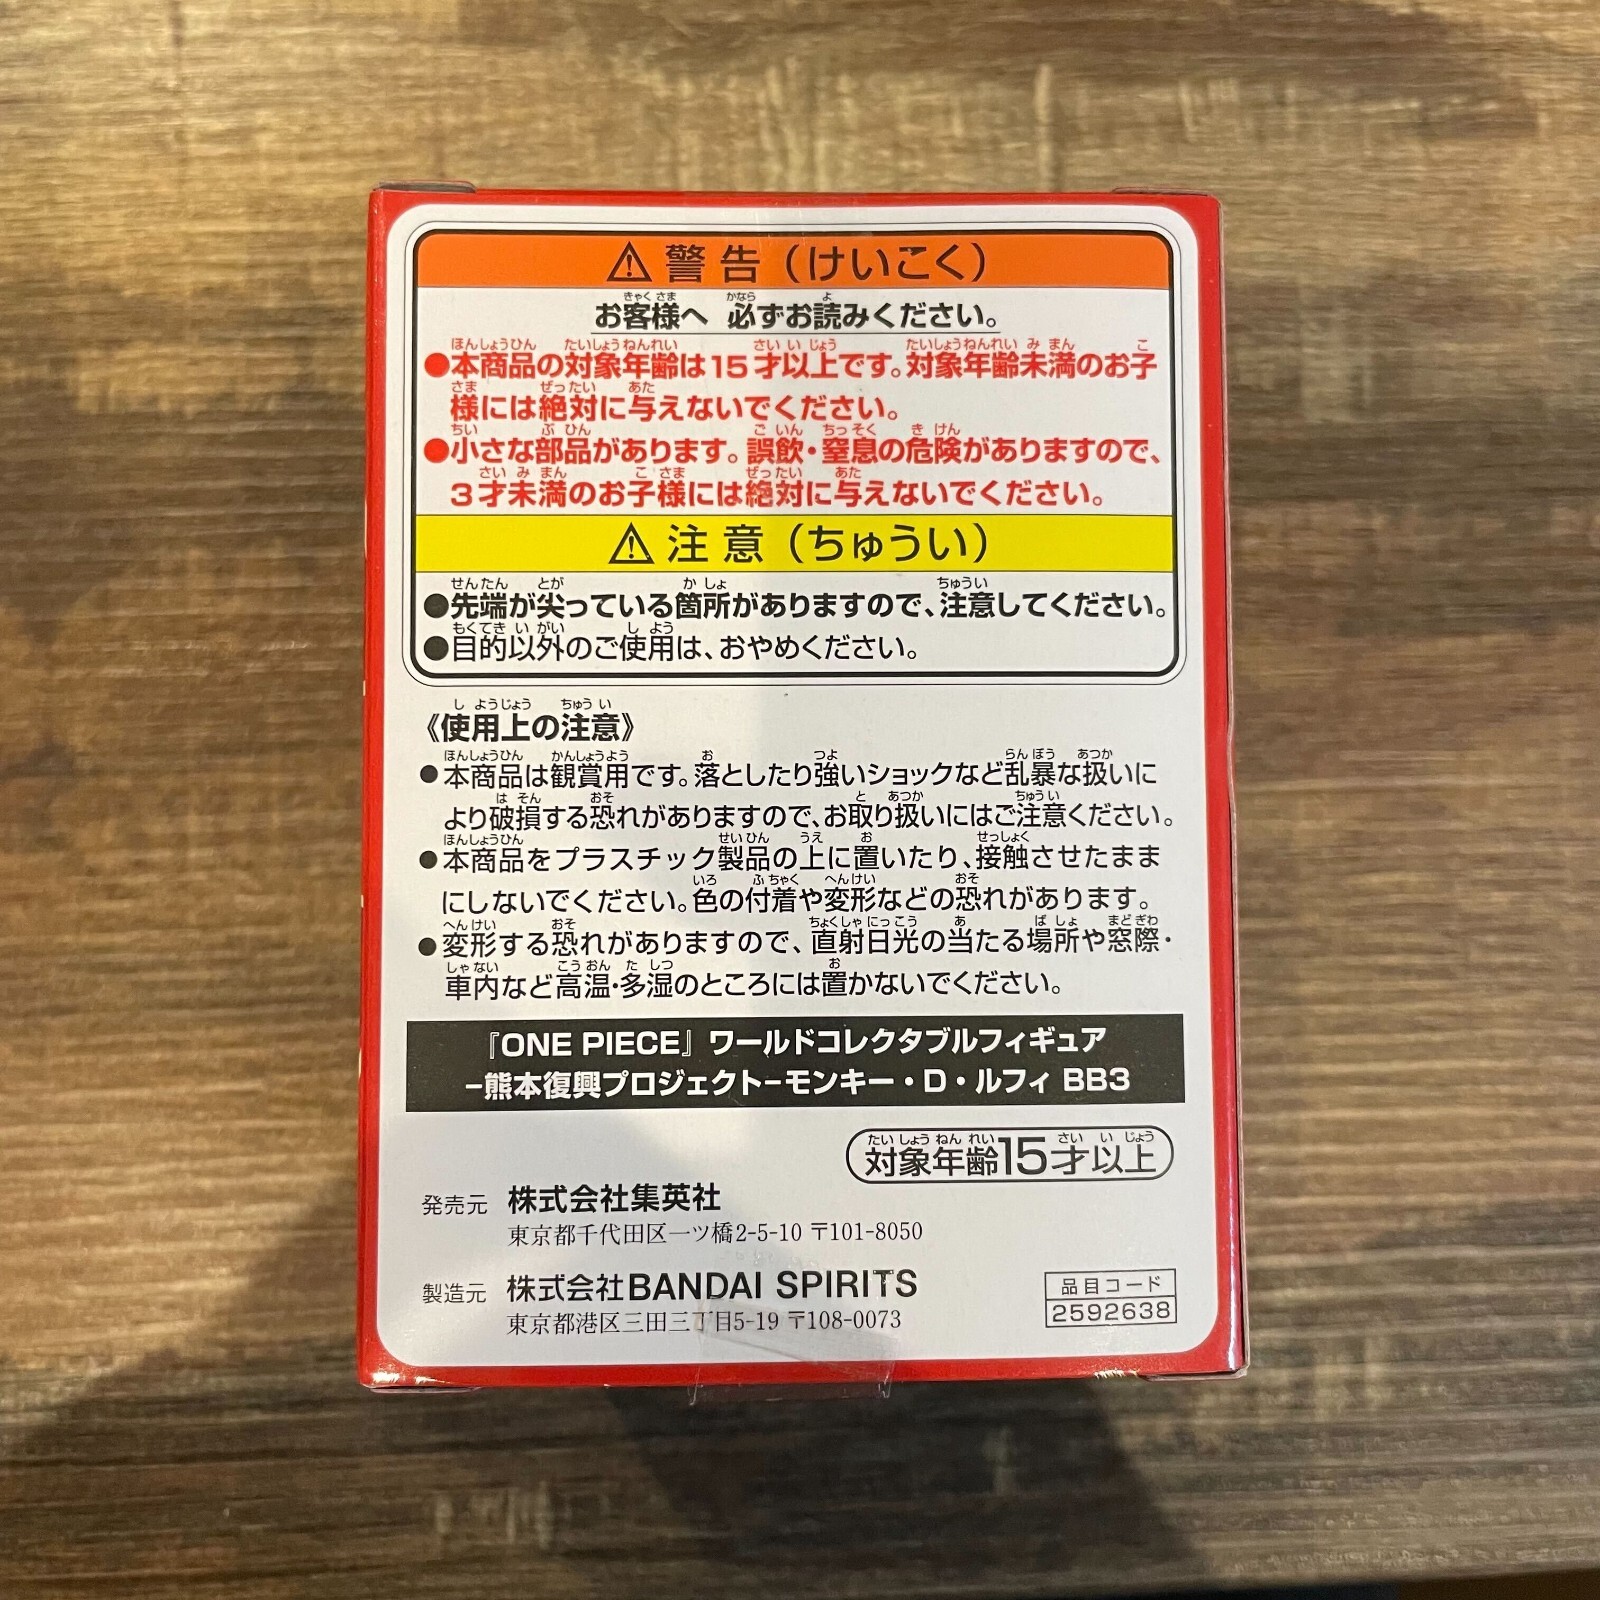 ⚠警告(けいこく)
お客様へ 必ずお読みください。
●本商品の対象年齢は15才以上です。対象年齢未満のお子
様には絶対に与えないでください。
●小さな部品があります。誤飲・窒息の危険がありますので、
3才未満のお子様には絶対に与えないでください。
⚠注意(ちゅうい)
●先端が尖っている箇所がありますので、注意してください。
●目的以外のご使用は、おやめください。
《使用上の注意》
●本商品は観賞用です。落としたり強いショックなど乱暴な扱いに
より破損する恐れがありますので、お取り扱いにはご注意ください。
●本商品をプラスチック製品の上に置いたり、接触させたまま
にしないでください。色の付着や変形などの恐れがあります。
●変形する恐れがありますので、直射日光の当たる場所や窓際・
車内など高温・多湿のところには置かないでください。
『ONE PIECE』ワールドコレクタブルフィギュア
-熊本復興プロジェクト-モンキー・D・ルフィ BB3
対象年齢15才以上
発売元 株式会社集英社
東京都千代田区一ツ橋2-5-10 〒101-8050
製造元 株式会社BANDAI SPIRITS
東京都港区三田三丁目5-19 〒108-0073
品目コード
2592638